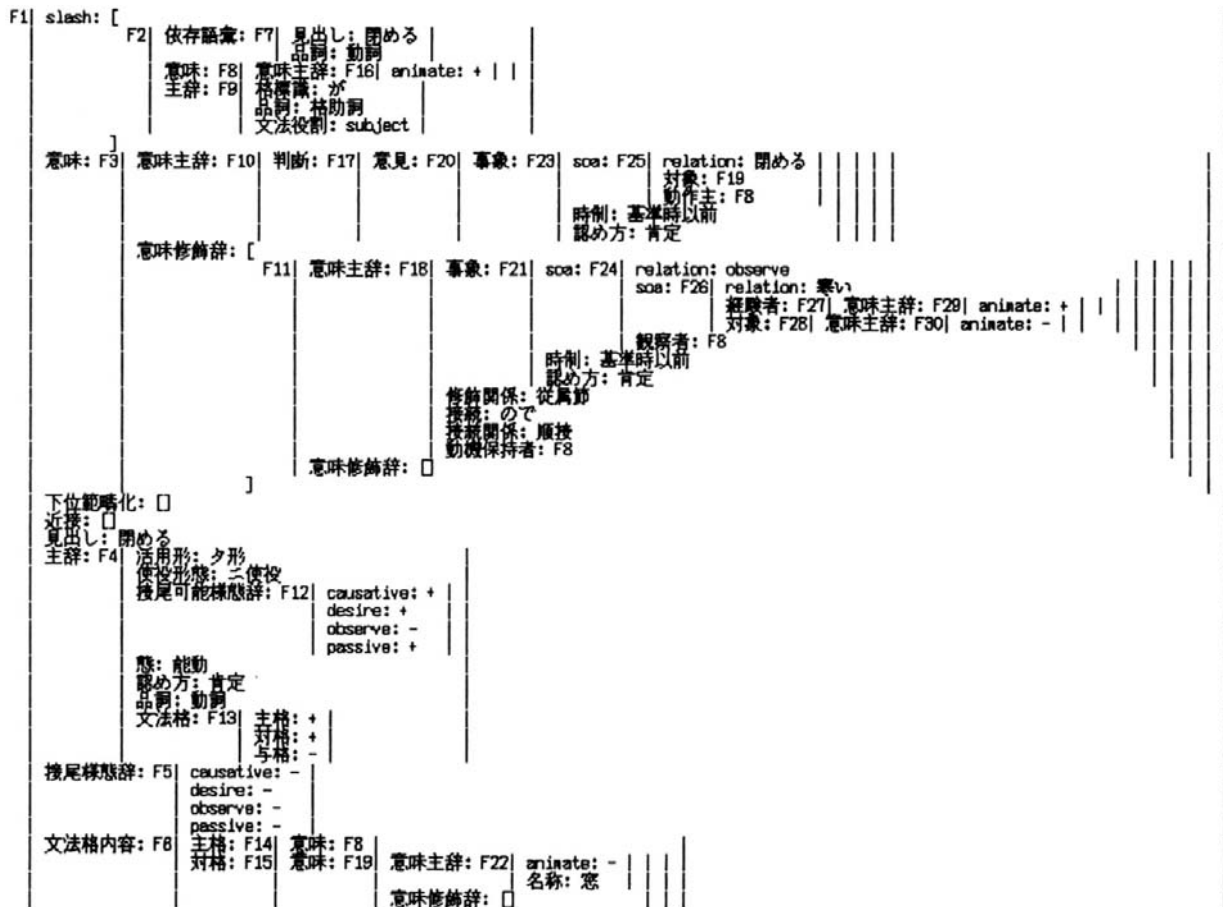 F1| slash: [
F2| 依存語彙: F7| 見出し: 閉める |
| 品詞: 動詞
| 意味: F8| 意味主辞: F16| animate: + | |
| 主辞: F9| 格標識: が
| 品詞: 格助詞
| 文法役割: subject |
]
意味: F3| 意味主辞: F10| 判断: F17| 意見: F20| 事象: F23| soa: F25| relation: 閉める | | | | |
| 対象: F19
| 動作主: F8
| 時制: 基準時以前
| 認め方: 肯定
意味修飾辞: [
F11| 意味主辞: F18| 事象: F21| soa: F24| relation: observe
| soa: F26| relation: 寒い
| 経験者: F27| 意味主辞: F29| animate: + | |
| 対象: F28| 意味主辞: F30| animate: - | |
| 観察者: F8
| 時制: 基準時以前
| 認め方: 肯定
| 修飾関係: 従属節
| 接続: ので
| 接続関係: 順接
| 動機保持者: F8
| 意味修飾辞: []
]
下位範疇化: []
近接: []
見出し: 閉める
主辞: F4| 活用形: タ形
| 使役形態: ニ使役
| 接尾可能様態辞: F12| causative: + |
| desire: +
| observe: -
| passive: +
| 態: 能動
| 認め方: 肯定
| 品詞: 動詞
| 文法格: F13| 主格: + |
| 対格: +
| 与格: - |
接尾様態辞: F5| causative: - |
| desire: -
| observe: -
| passive: -
文法格内容: F6| 主格: F14| 意味: F8 |
| 対格: F15| 意味: F19| 意味主辞: F22| animate: - | | | |
| 名称: 窓
| 意味修飾辞: []